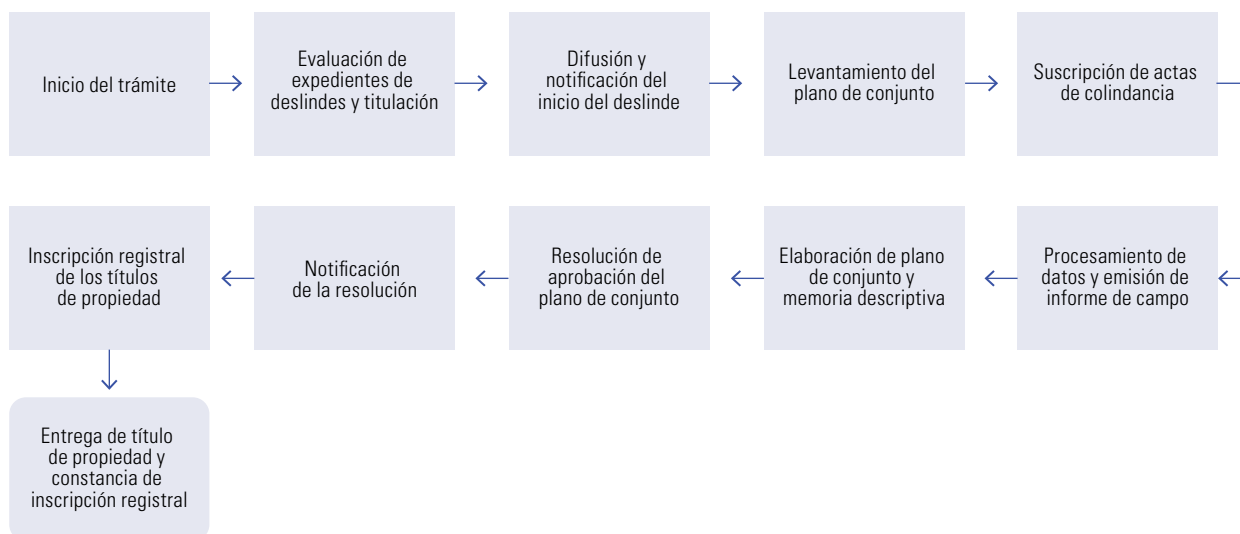 Inicio del trámite
Evaluación de
expedientes de
deslindes y titulación
Difusión y
notificación del
inicio del deslinde
Levantamiento del
plano de conjunto
Suscripción de actas
de colindancia
Procesamiento de
datos y emisión de
informe de campo
Elaboración de plano
de conjunto y
memoria descriptiva
Resolución de
aprobación del
plano de conjunto
Notificación
de la resolución
Inscripción registral
de los títulos
de propiedad
Entrega de título
de propiedad y
constancia de
inscripción registral